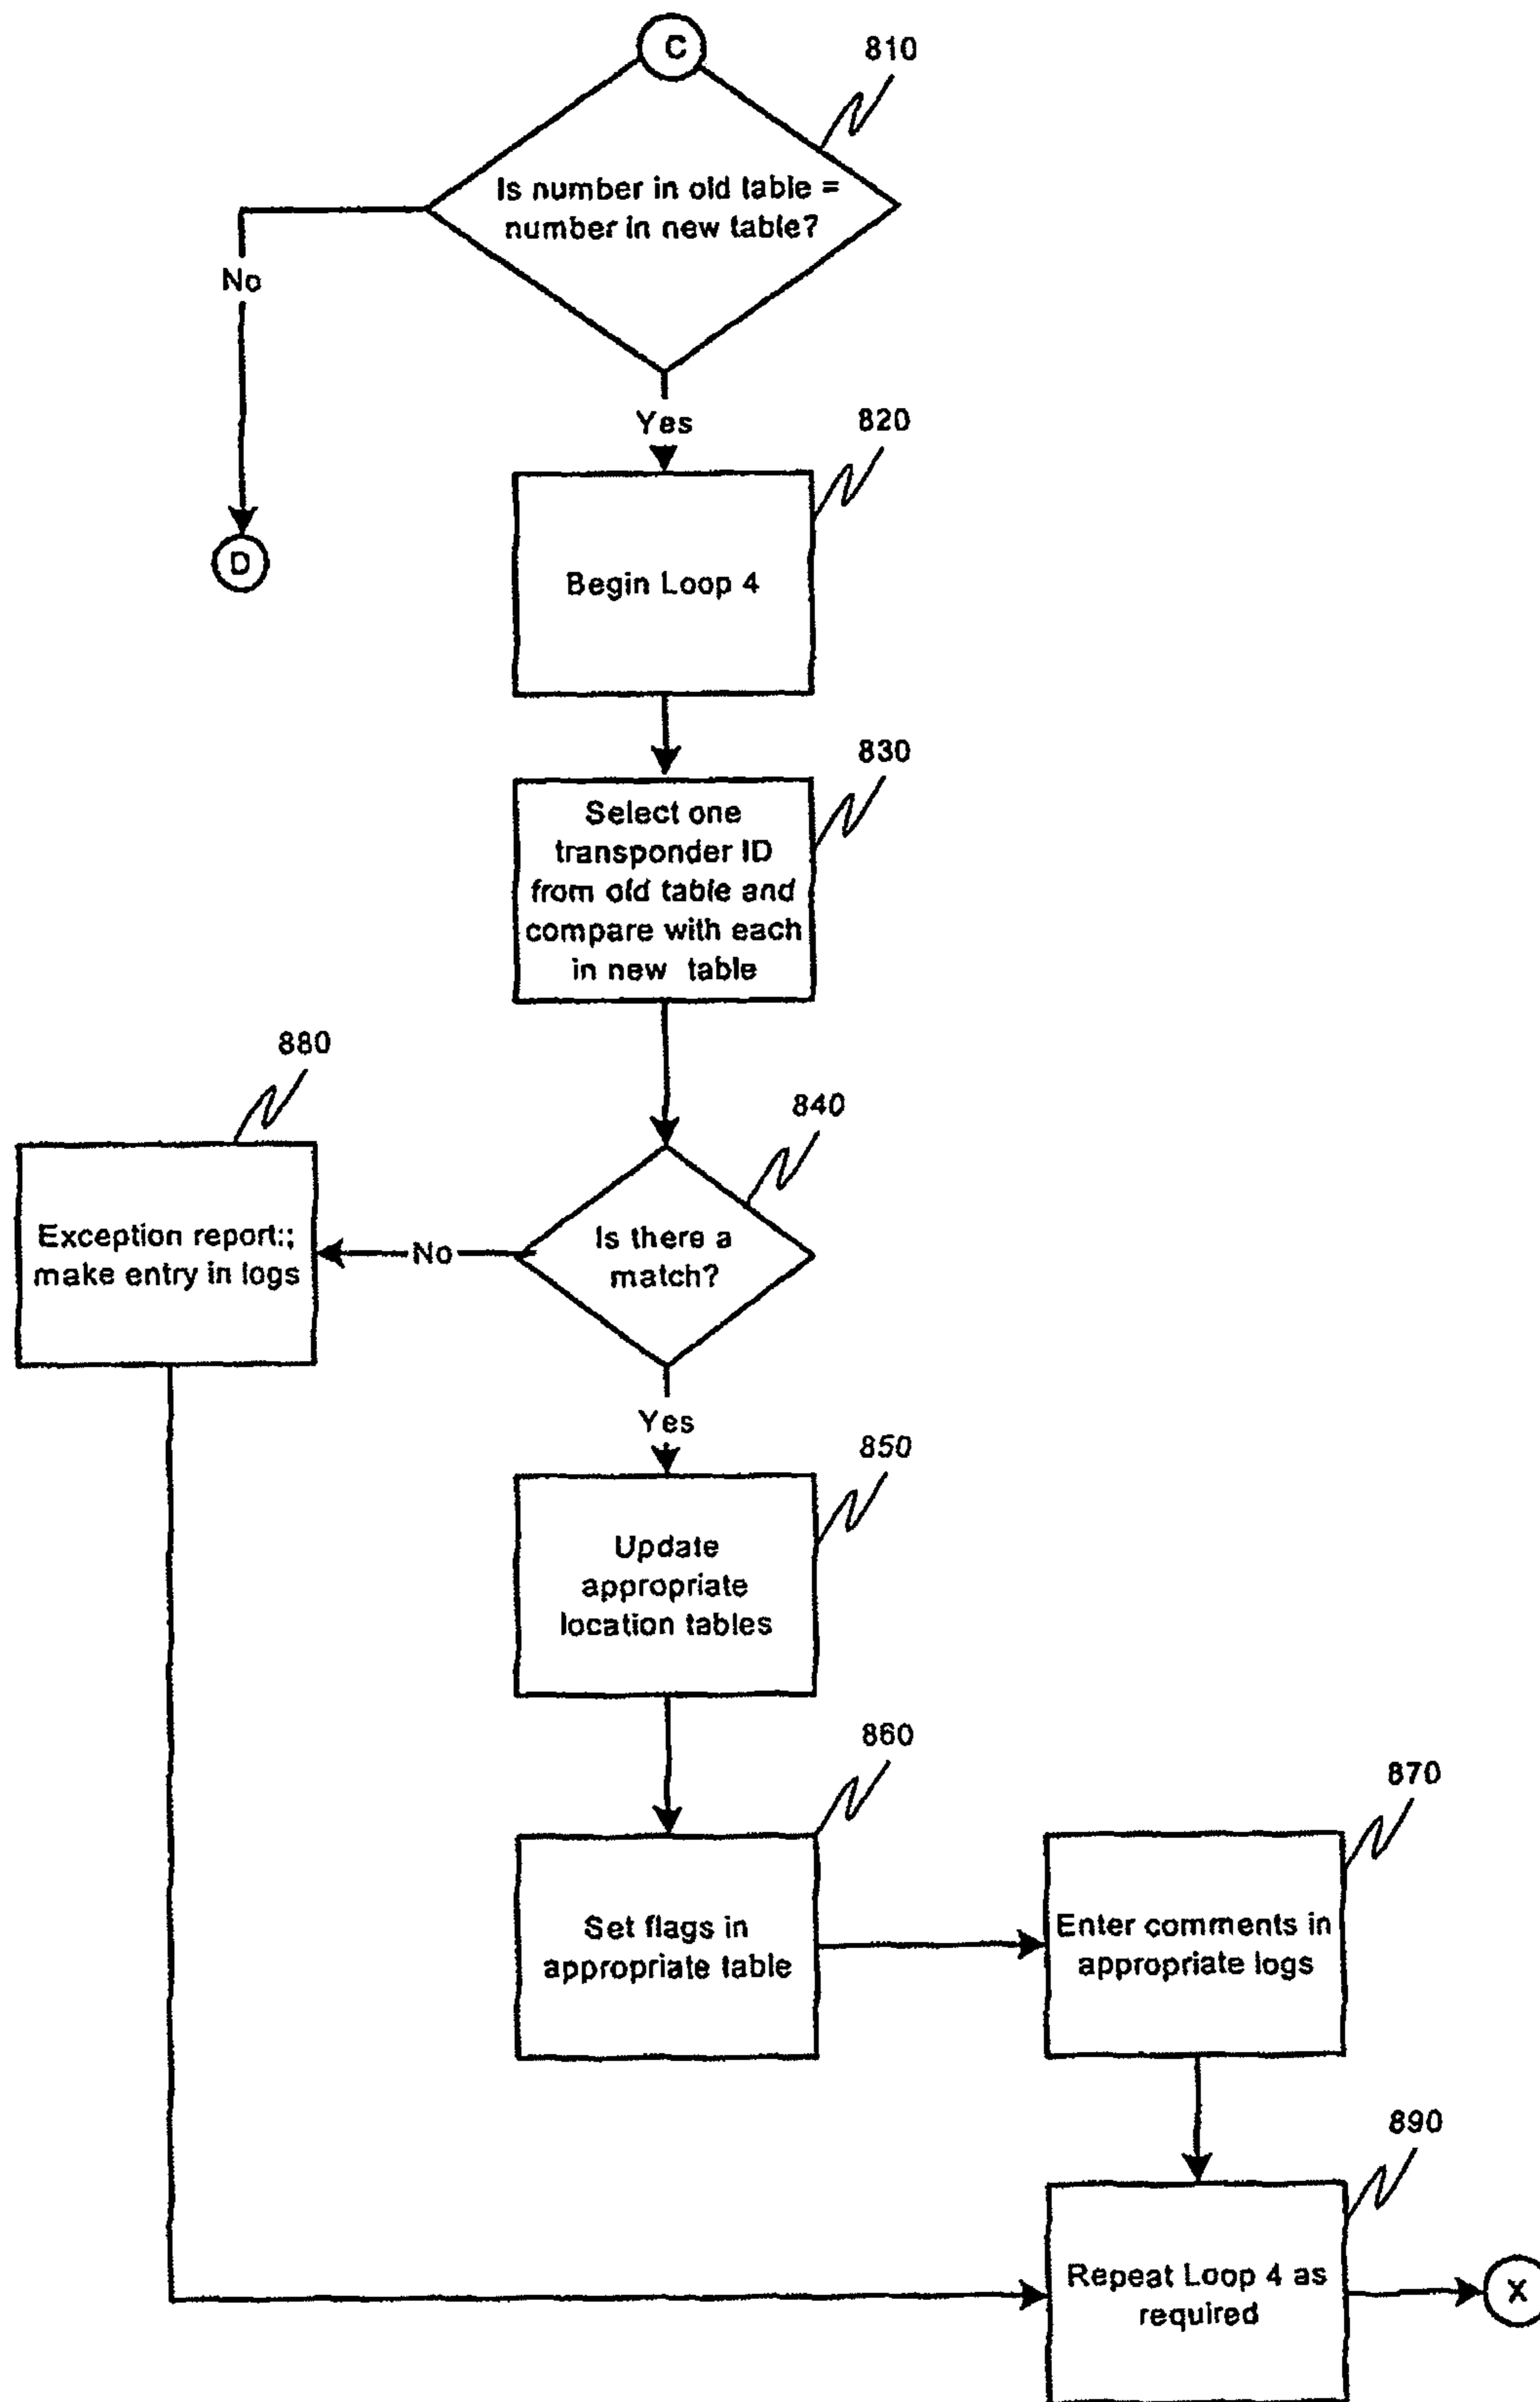 C
810
Is number in old table =
number in new table?
No
Yes
D
820
Begin Loop 4
830
Select one
transponder ID
from old table and
compare with each
in new table
880
840
Exception report:;
make entry in logs
No
Is there a
match?
Yes
850
Update
appropriate
location tables
860
870
Set flags in
appropriate table
Enter comments in
appropriate logs
890
Repeat Loop 4 as
required
X